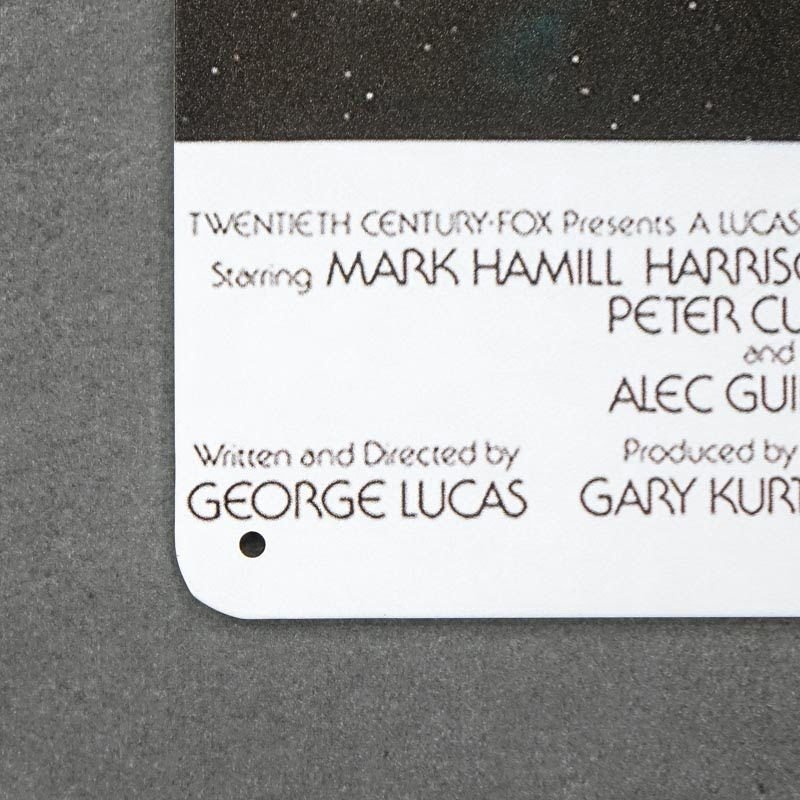 TWENTIETH CENTURY-FOX Presents A LUCAS
Starring MARK HAMILL HARRISO
PETER CU
and
ALEC GUI
Written and Directed by Produced by
GEORGE LUCAS GARY KURT